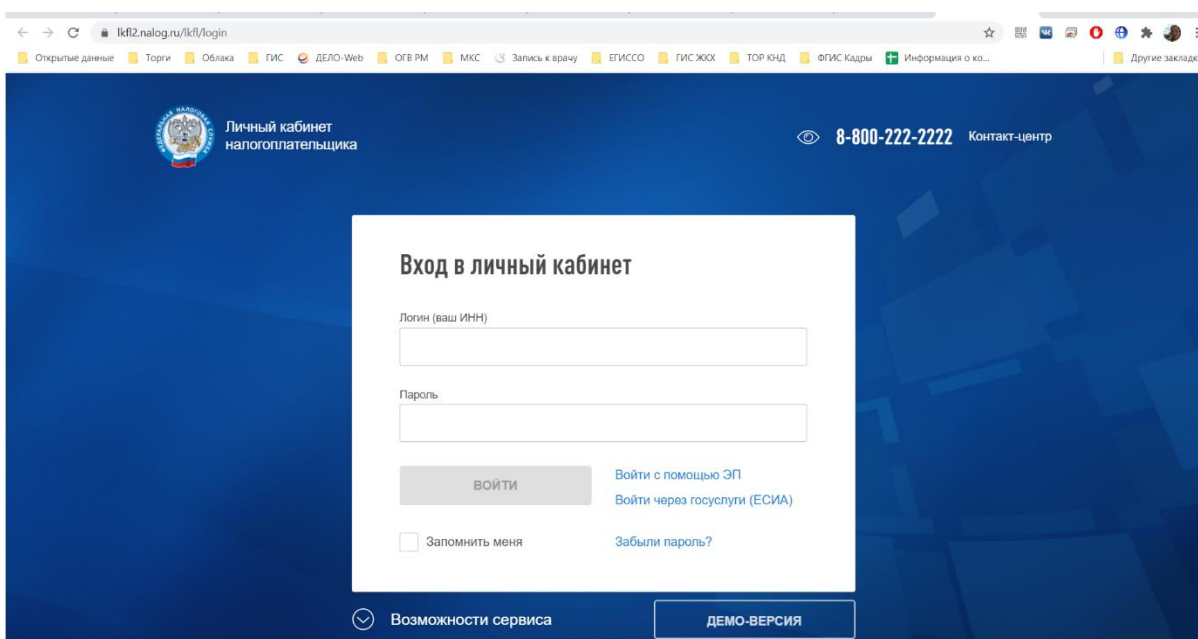 lkfl2.nalog.ru/lkfl/login
Открытые данные Торги Облака ГИС ДЕЛО-Web ОГВ РМ МКС Запись к врачу ЕГИССО ГИС ЖКХ ТОР КНД ФГИС Кадры Информация о ко... Другие закладк
ФЕДЕРАЛЬНАЯ НАЛОГОВАЯ СЛУЖБА
Личный кабинет
налогоплательщика
8-800-222-2222 Контакт-центр
Вход в личный кабинет
Логин (ваш ИНН)
Пароль
ВОЙТИ
Войти с помощью ЭП
Войти через госуслуги (ЕСИА)
Запомнить меня
Забыли пароль?
Возможности сервиса
ДЕМО-ВЕРСИЯ